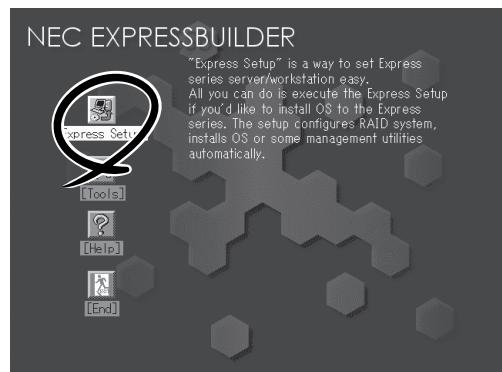 NEC EXPRESSBUILDER
"Express Setup" is a way to set Express
series server/workstation easy.
All you can do is execute the Express Setup
if you'd like to install OS to the Express
series. The setup configures RAID system,
installs OS or some management utilities
automatically.
Express Setup
[Tools]
[Help]
[End]